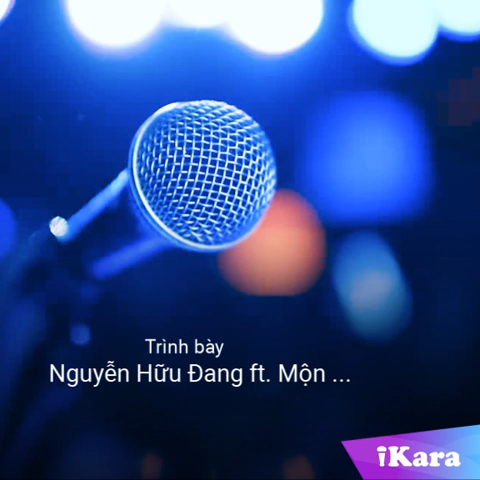 Trình bày
Nguyễn Hữu Đang ft. Mộn ...
iKara